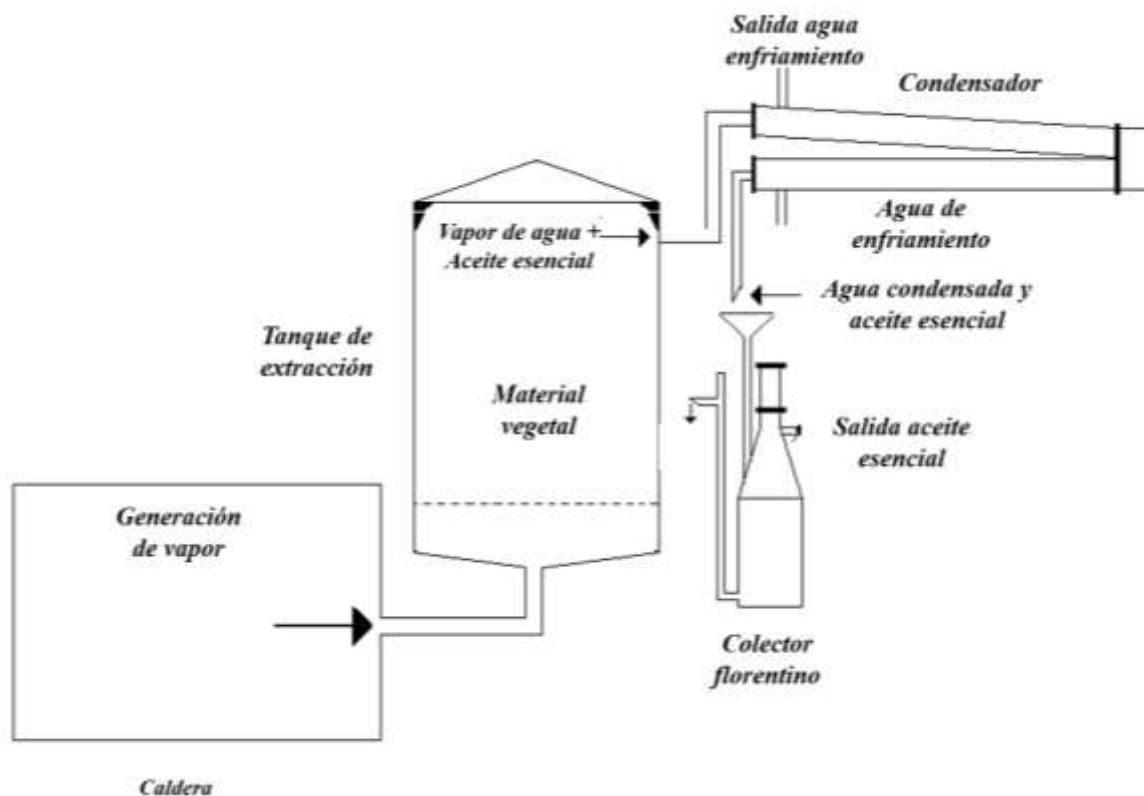 Salida agua
enfriamiento
Condensador
Vapor de agua +
Aceite esencial
Agua de
enfriamiento
Agua condensada y
aceite esencial
Tanque de
extracción
Material
vegetal
Salida aceite
esencial
Generación
de vapor
Colector
florentino
Caldera